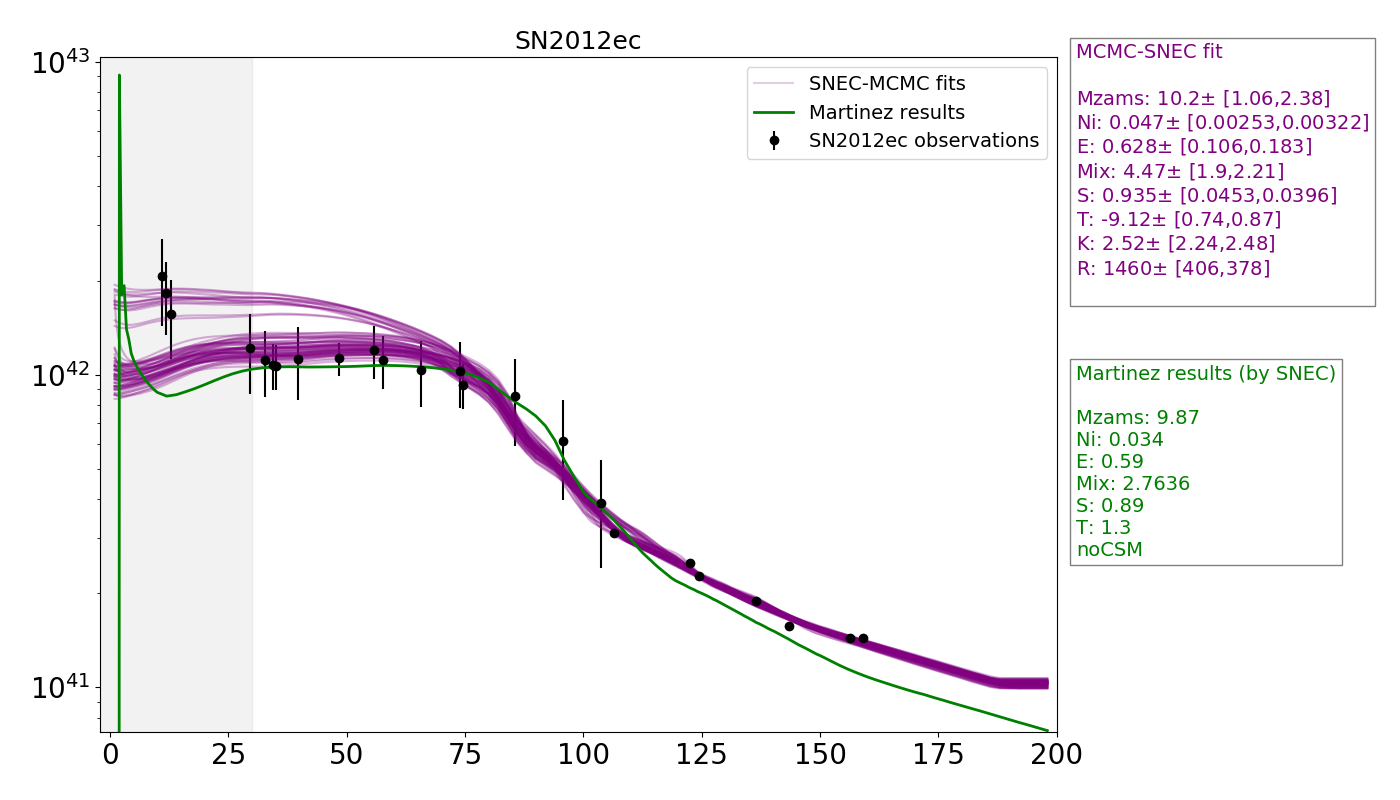 SN2012ec
10^43
10^42
10^41
0 25 50 75 100 125 150 175 200
SNEC-MCMC fits
Martinez results
SN2012ec observations
MCMC-SNEC fit
Mzams: 10.2± [1.06,2.38]
Ni: 0.047± [0.00253,0.00322]
E: 0.628± [0.106,0.183]
Mix: 4.47± [1.9,2.21]
S: 0.935± [0.0453,0.0396]
T: -9.12± [0.74,0.87]
K: 2.52± [2.24,2.48]
R: 1460± [406,378]
Martinez results (by SNEC)
Mzams: 9.87
Ni: 0.034
E: 0.59
Mix: 2.7636
S: 0.89
T: 1.3
noCSM